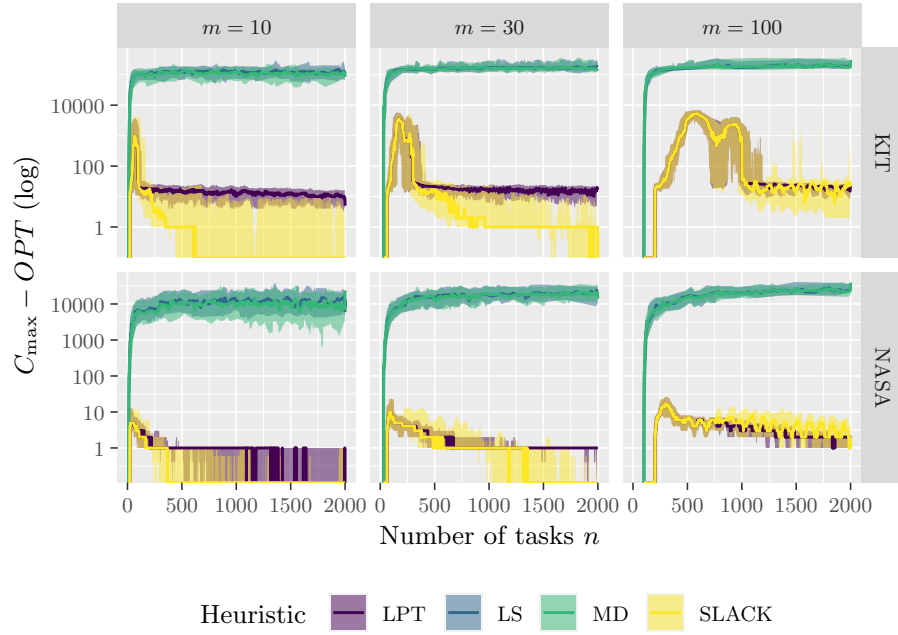 m = 10 m = 30 m = 100
10000
100
1
KIT
10000
1000
100
10
1
NASA
C_max − OPT (log)
0 500 1000 1500 2000 0 500 1000 1500 2000 0 500 1000 1500 2000
Number of tasks n
Heuristic LPT LS MD SLACK